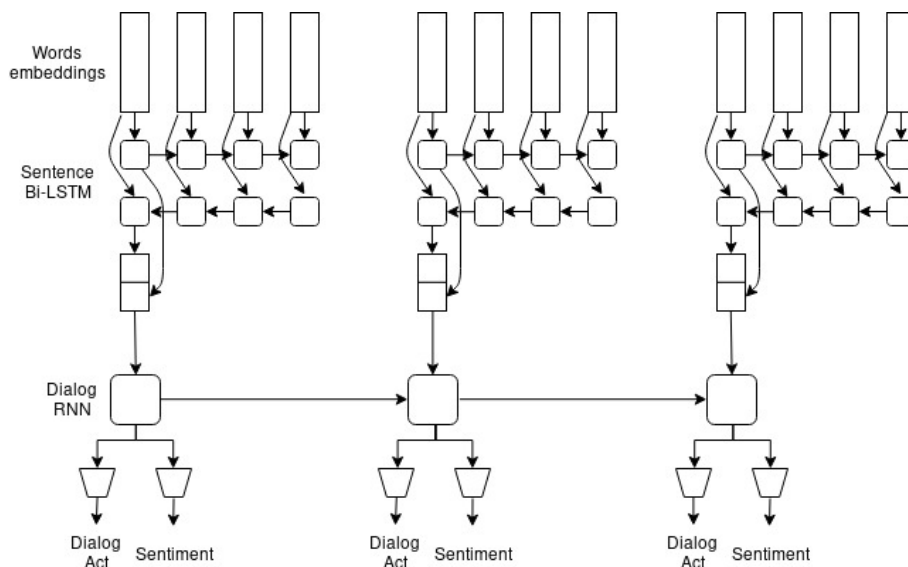 Words
embeddings
Sentence
Bi-LSTM
Dialog
RNN
Dialog
Act
Sentiment
Dialog
Act
Sentiment
Dialog
Act
Sentiment